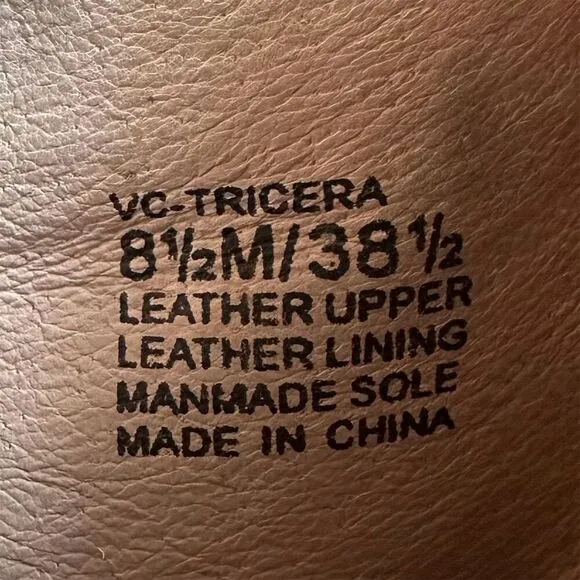 VC-TRICERA
8½M/38½
LEATHER UPPER
LEATHER LINING
MANMADE SOLE
MADE IN CHINA